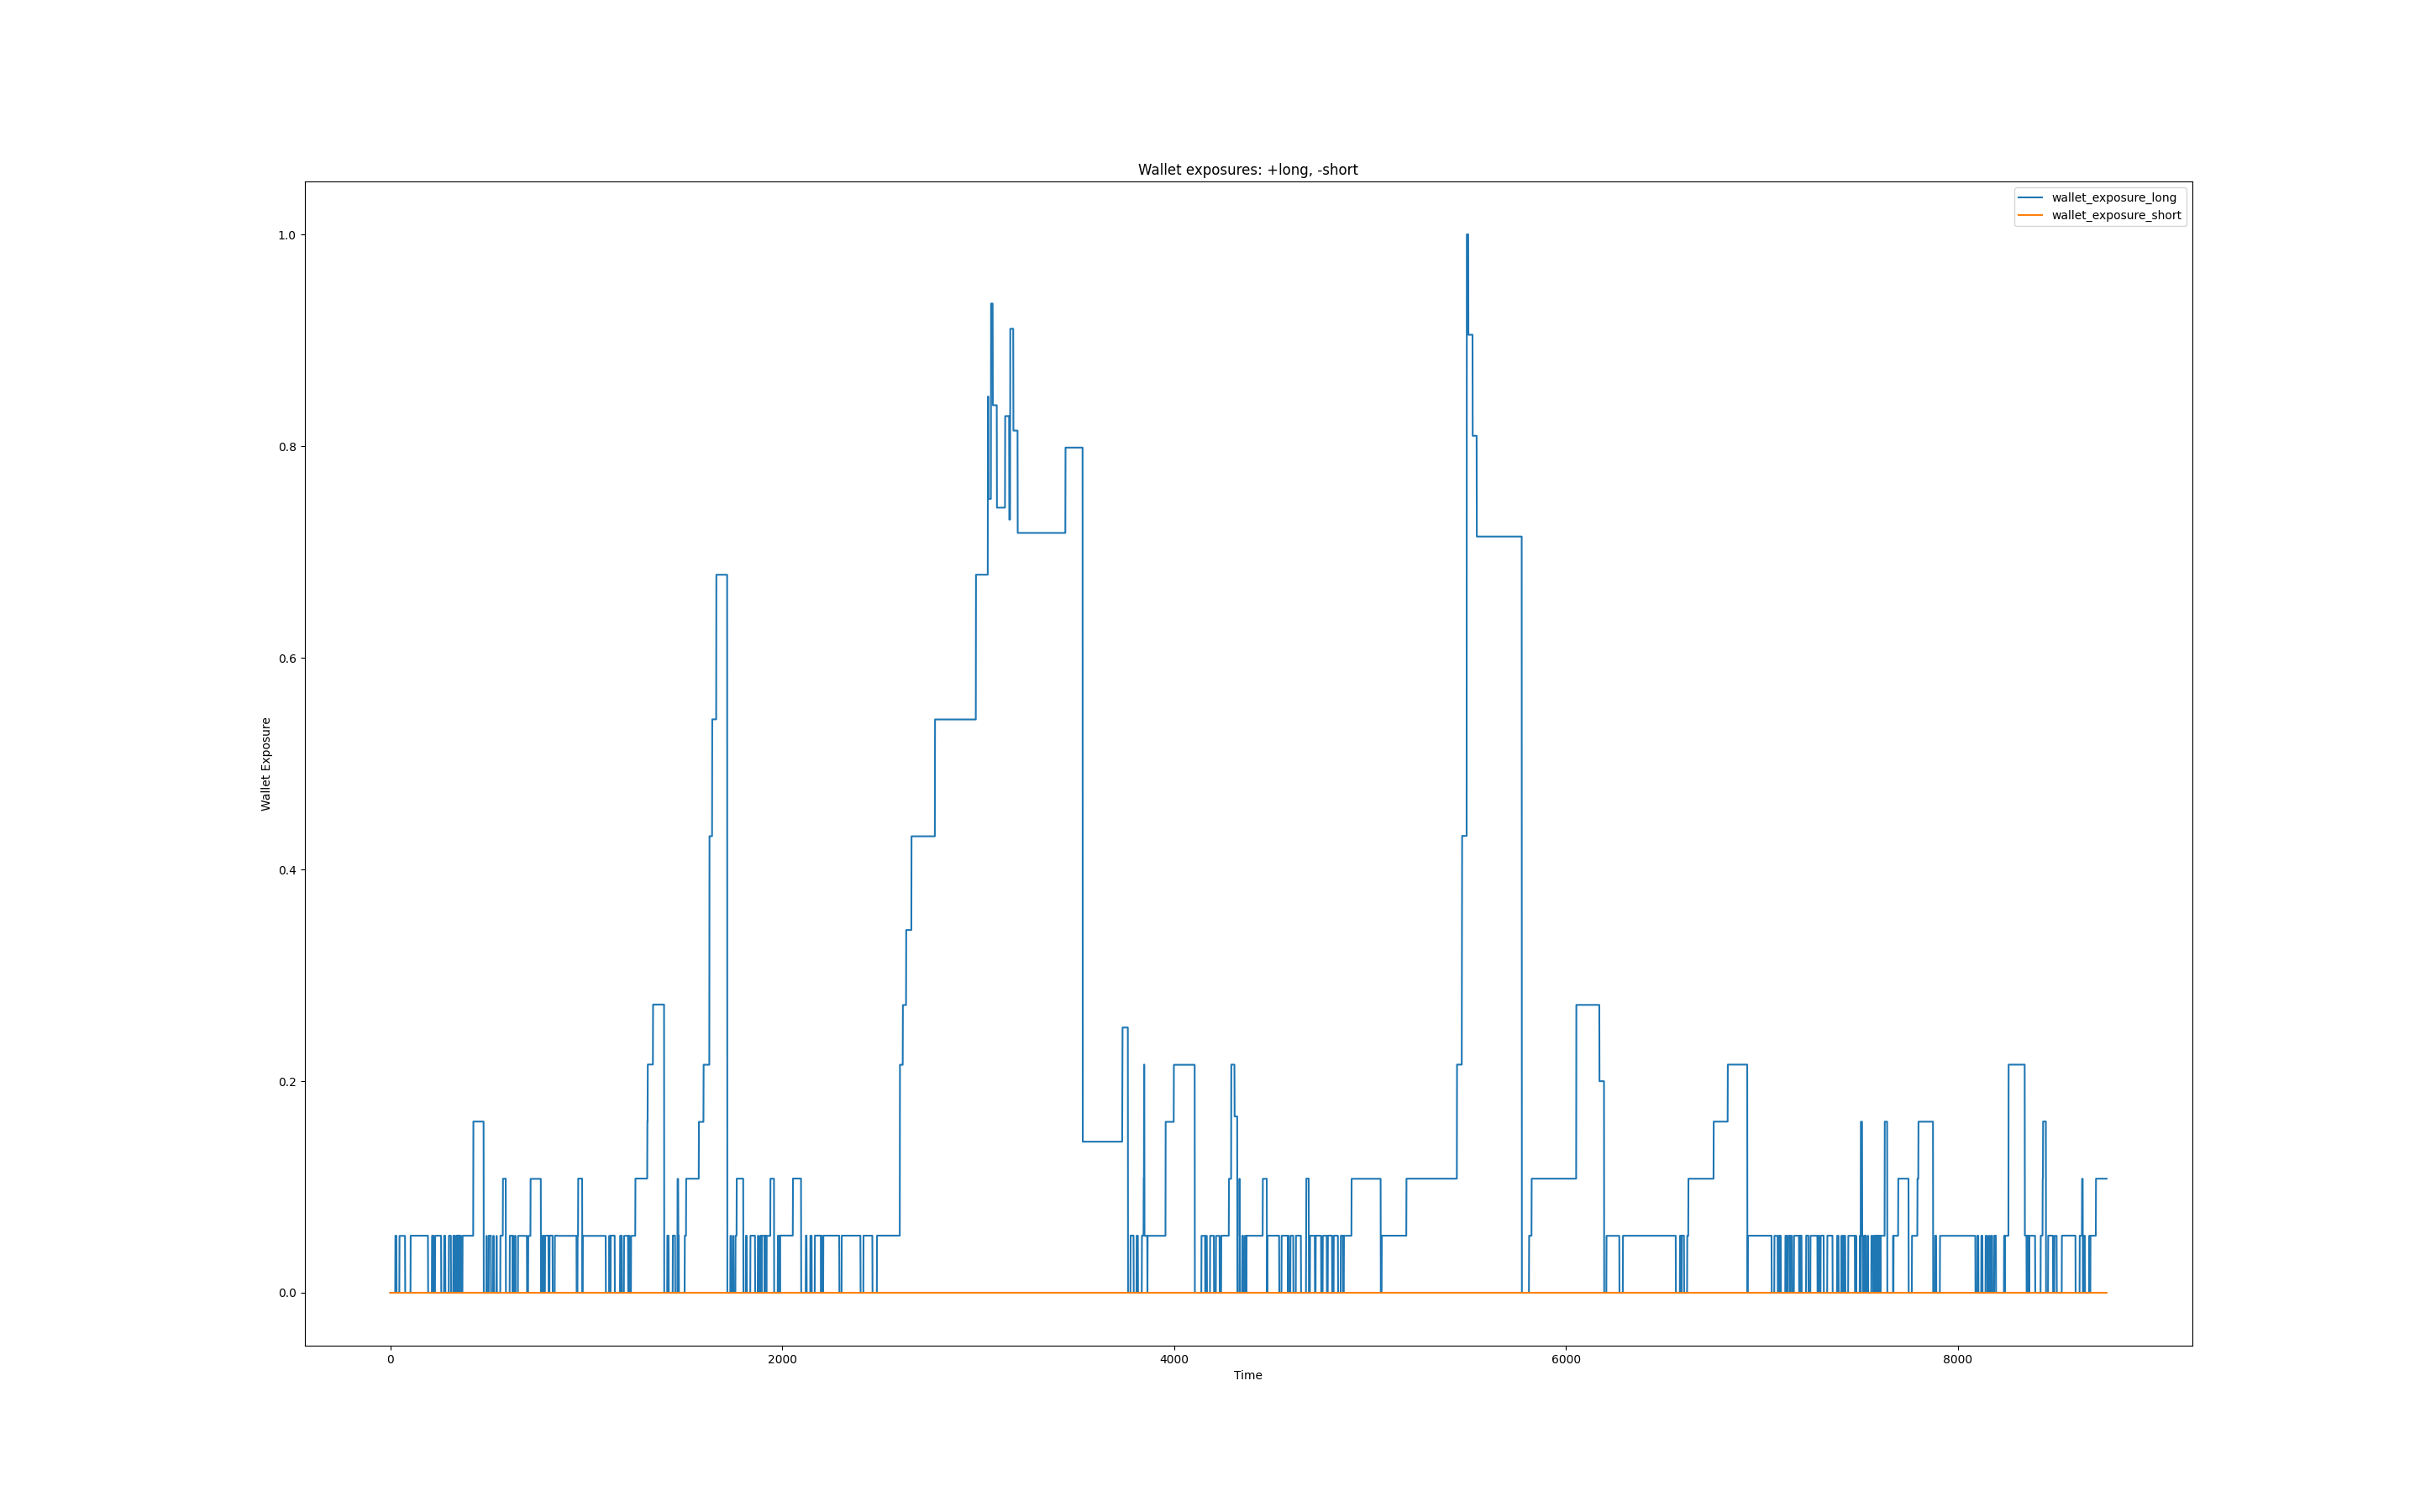 Wallet exposures: +long, -short
wallet_exposure_long
wallet_exposure_short
1.0
0.8
0.6
0.4
0.2
0.0
Wallet Exposure
0 2000 4000 6000 8000
Time